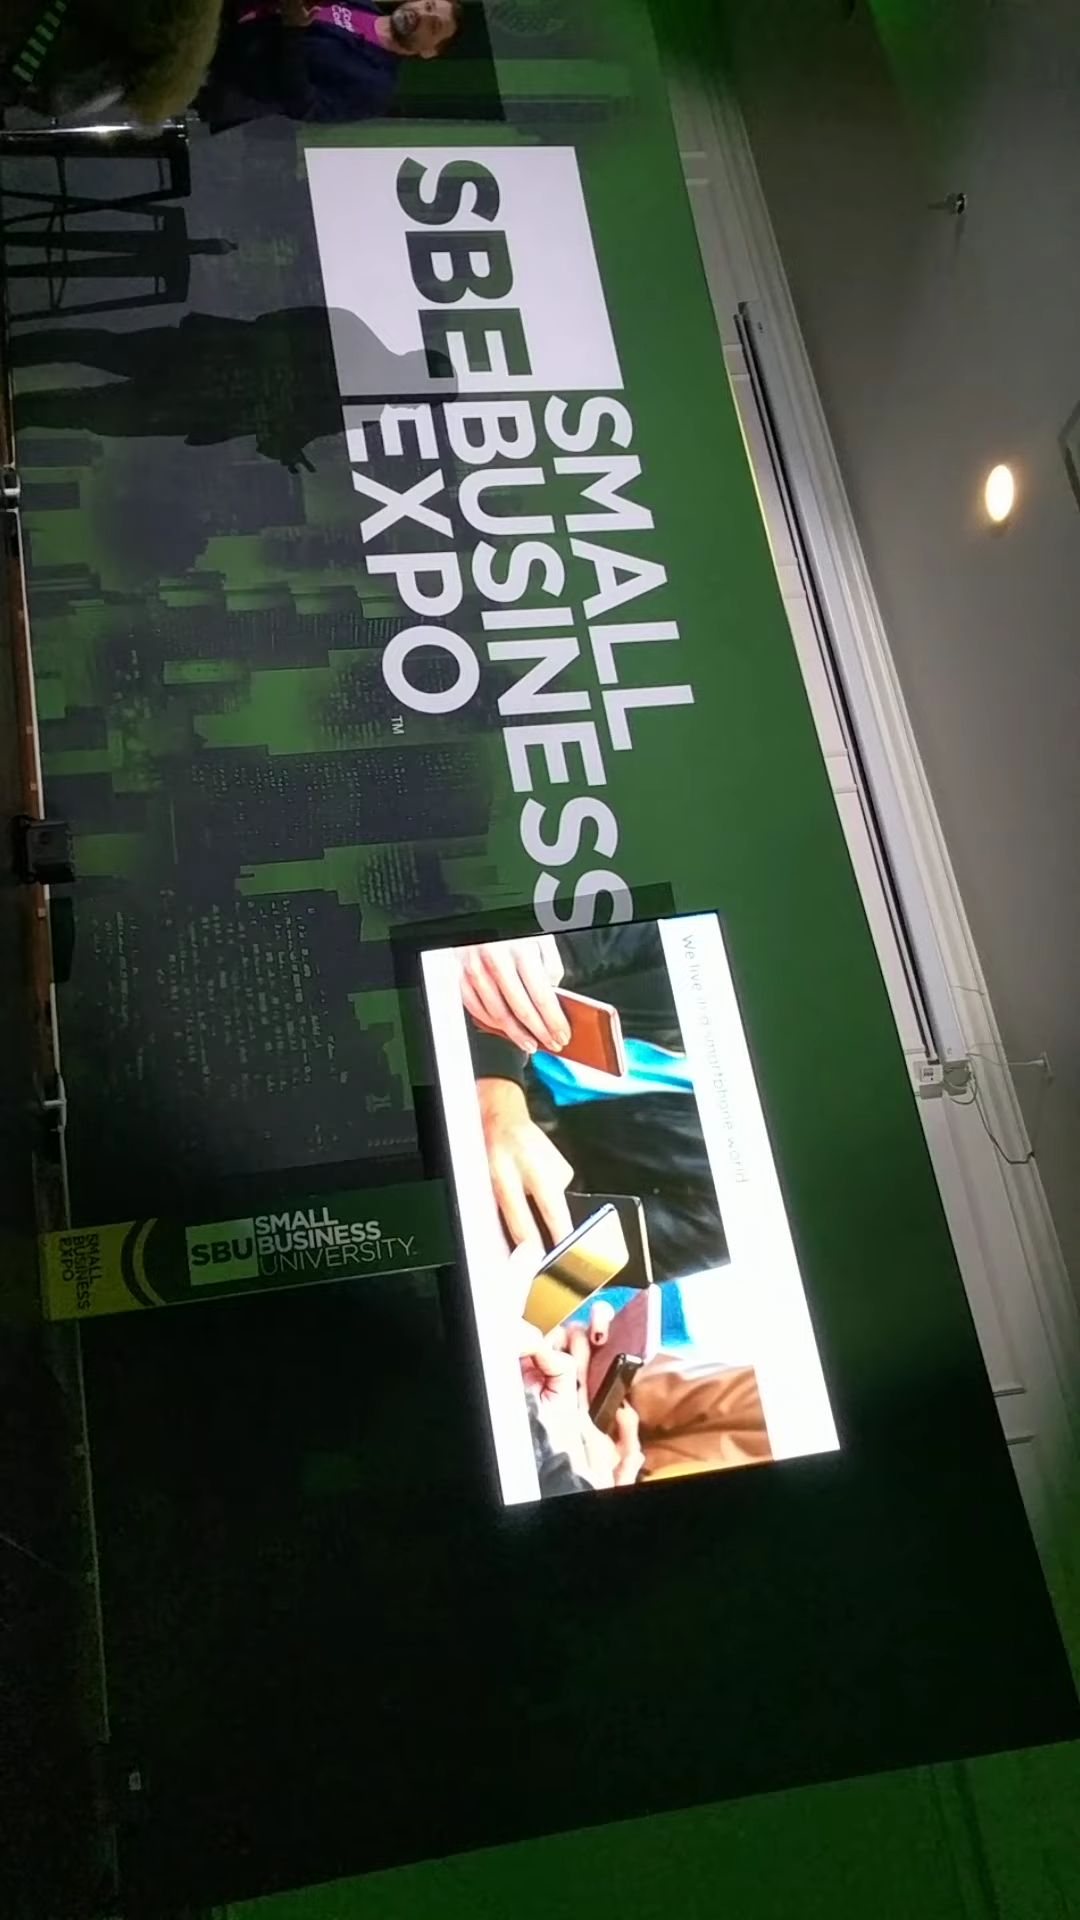 SBE
SMALL
BUSINESS
EXPO
TM
We live in a smartphone world
SBU
SMALL
BUSINESS
UNIVERSITY
SMALL
BUSINESS
EXPO